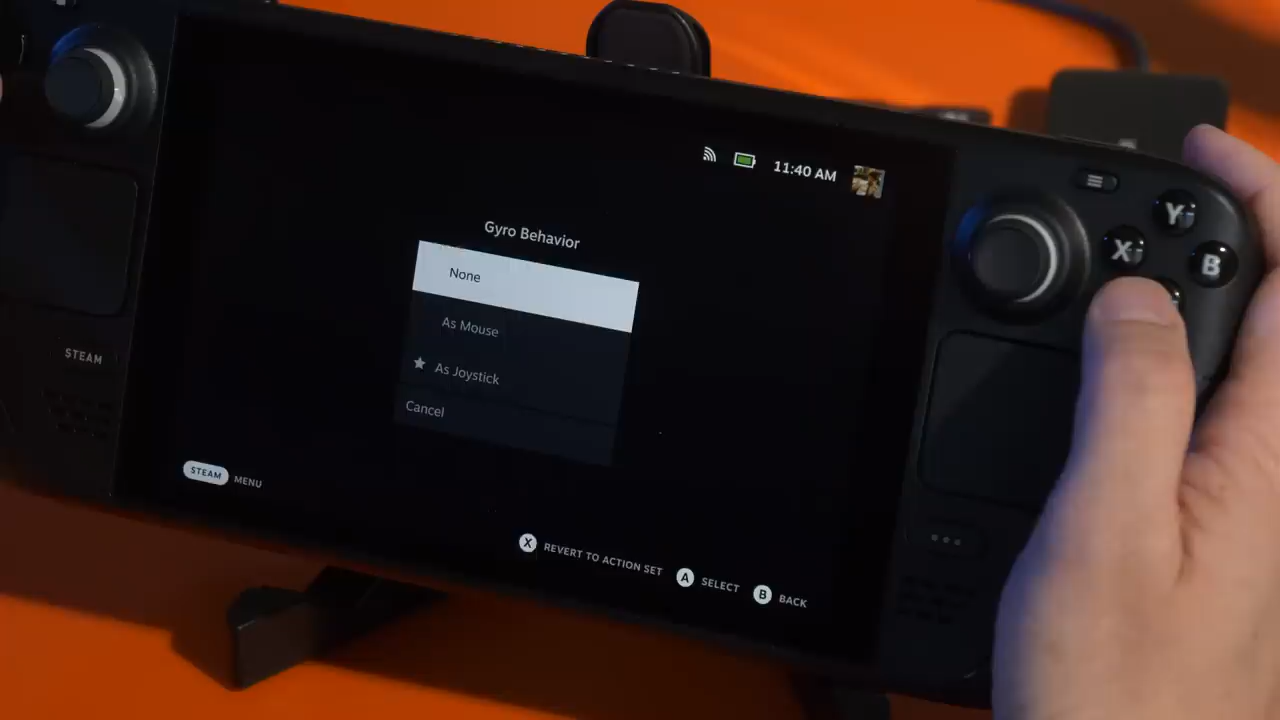 11:40 AM
Gyro Behavior
None
As Mouse
As Joystick
Cancel
STEAM MENU
X REVERT TO ACTION SET A SELECT B BACK
STEAM
Y
X
B